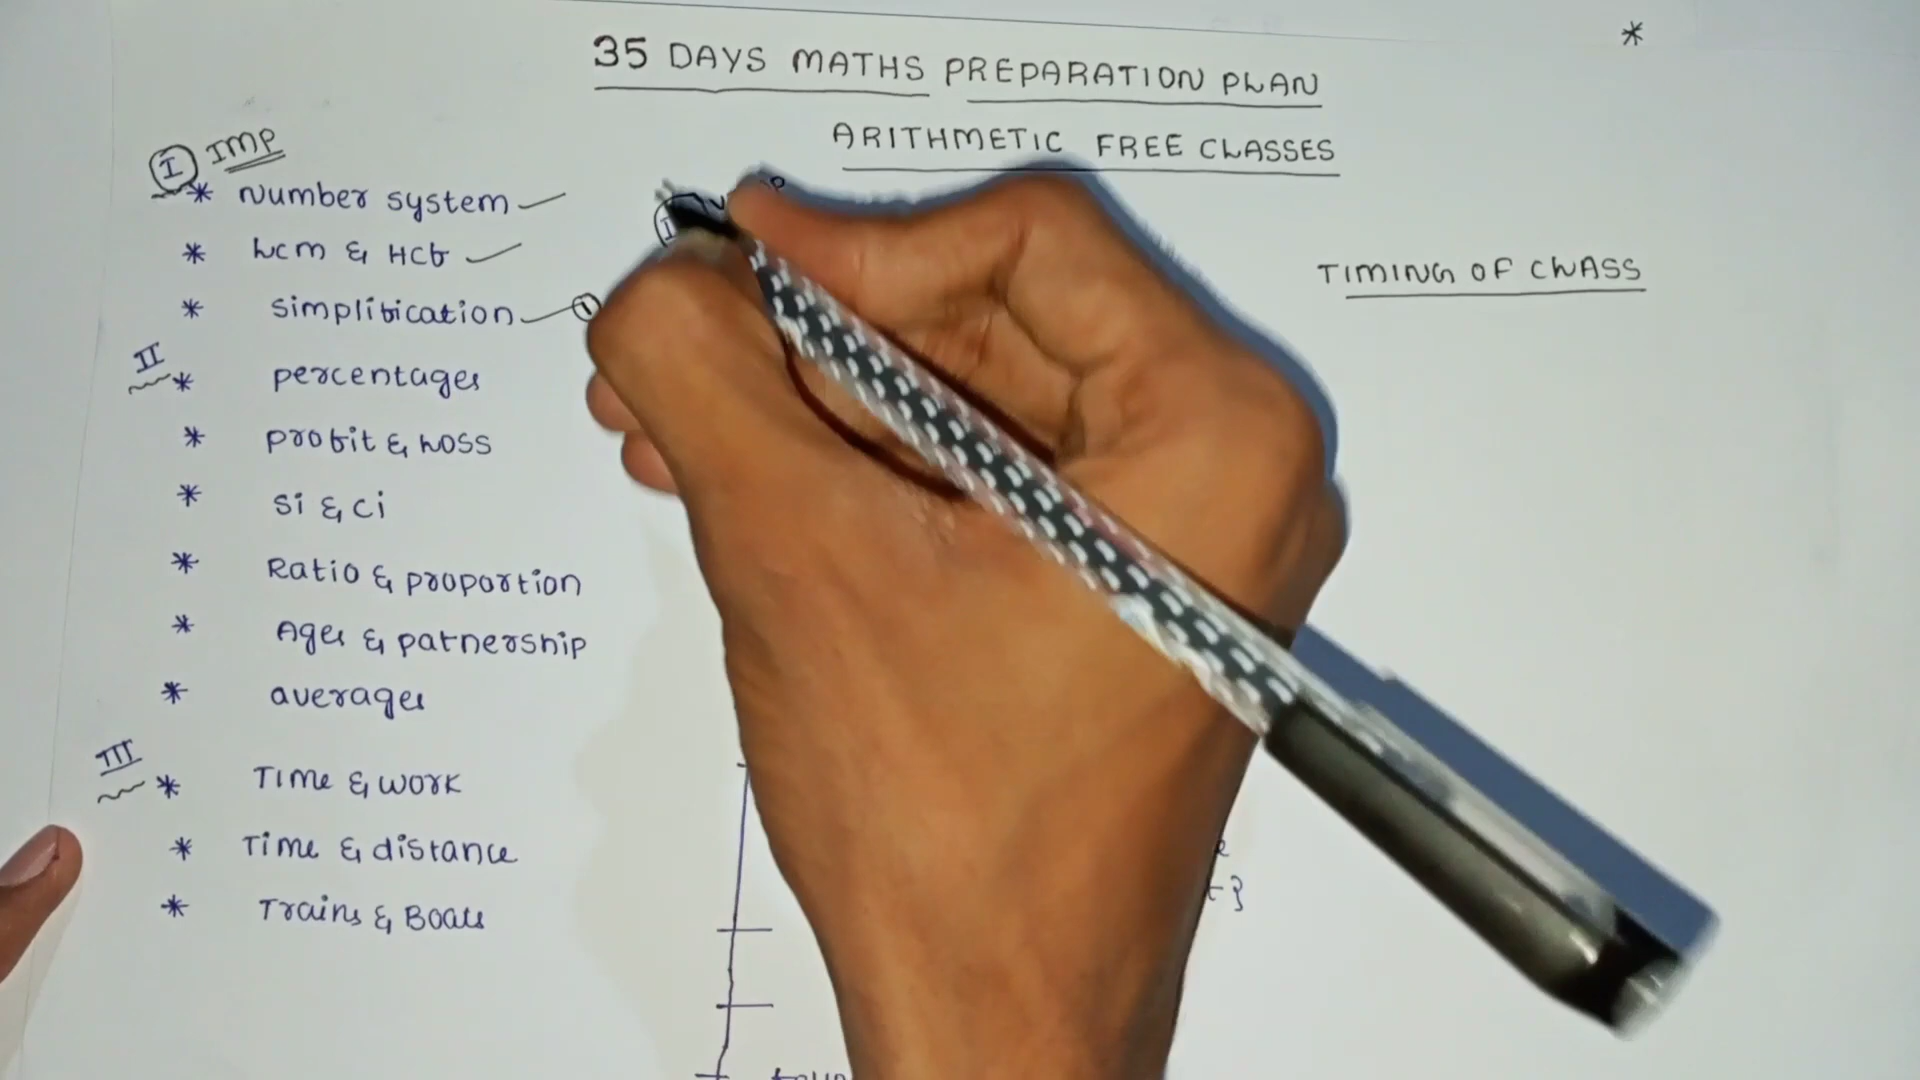 *
35 DAYS MATHS PREPARATION PLAN
ARITHMETIC FREE CLASSES
I IMP
* Number system
* Lcm & HCF
* simplification 1
II
* percentages
* profit & Loss
* si & ci
* Ratio & proportion
* Ages & patnership
* averages
III
* Time & work
* Time & distance
* Trains & Boats
TIMING OF CLASS